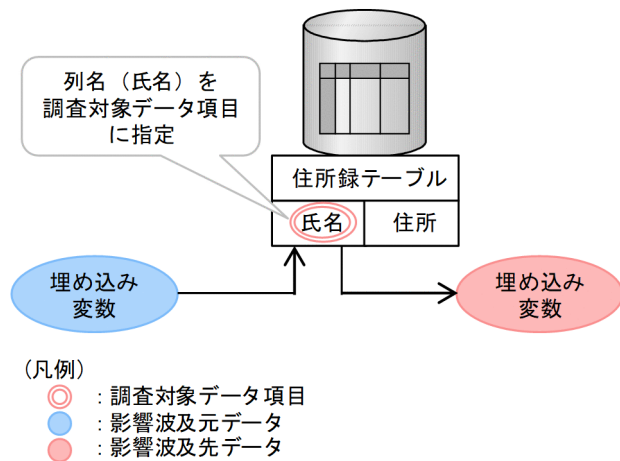 列名（氏名）を
調査対象データ項目
に指定
住所録テーブル
氏名
住所
埋め込み
変数
埋め込み
変数
(凡例)
：調査対象データ項目
：影響波及元データ
：影響波及先データ